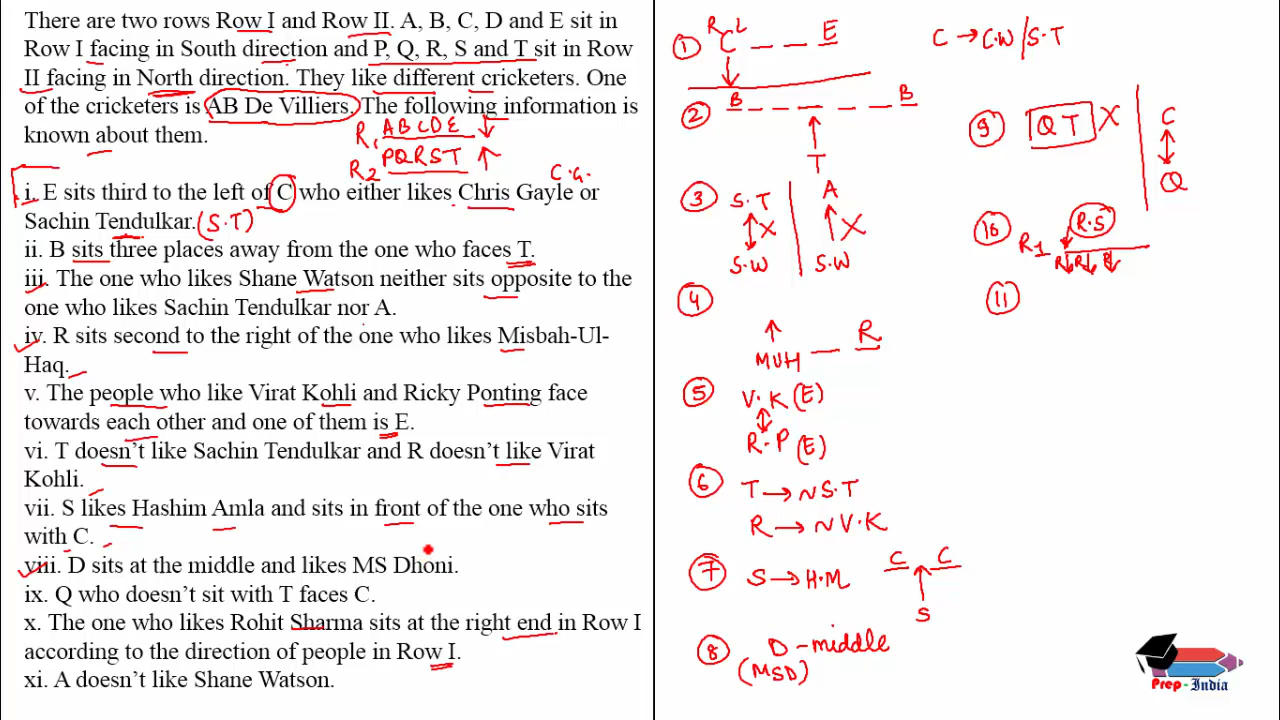 There are two rows Row I and Row II. A, B, C, D and E sit in
Row I facing in South direction and P, Q, R, S and T sit in Row
II facing in North direction. They like different cricketers. One
of the cricketers is AB De Villiers. The following information is
known about them.
R1 A B C D E
R2 PQRST
C.G.
i. E sits third to the left of C who either likes Chris Gayle or
Sachin Tendulkar. (S.T)
ii. B sits three places away from the one who faces T.
iii. The one who likes Shane Watson neither sits opposite to the
one who likes Sachin Tendulkar nor A.
iv. R sits second to the right of the one who likes Misbah-Ul-
Haq.
v. The people who like Virat Kohli and Ricky Ponting face
towards each other and one of them is E.
vi. T doesn't like Sachin Tendulkar and R doesn't like Virat
Kohli.
vii. S likes Hashim Amla and sits in front of the one who sits
with C.
viii. D sits at the middle and likes MS Dhoni.
ix. Q who doesn't sit with T faces C.
x. The one who likes Rohit Sharma sits at the right end in Row I
according to the direction of people in Row I.
xi. A doesn't like Shane Watson.
R L
1 C _ _ E
C → C.W/S.T
2 B _ _ _ _ _ B
T
3 S.T X S.W
A X S.W
4
MUH _ R
5 V.K (E)
R.P (E)
6 T → ~S.T
R → ~V.K
7 S → H.M C C
S
8 D - middle
(MSD)
9 QT X C
Q
10 R.S
R1
11
Prep - India